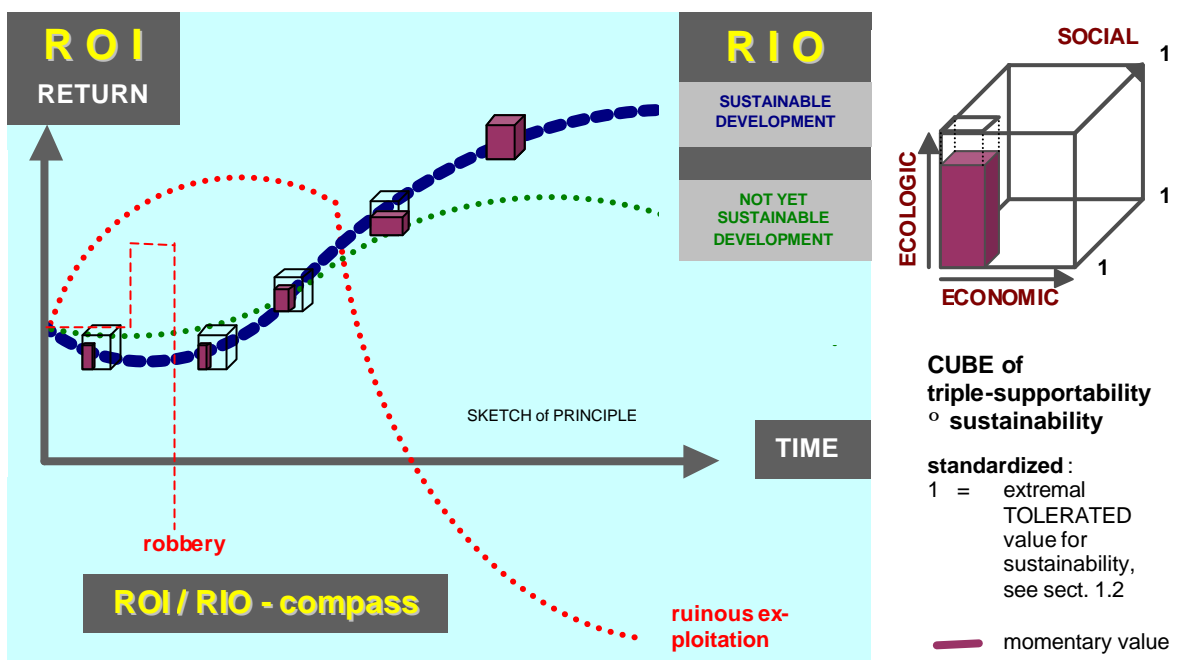 R O I
RETURN
R I O
SUSTAINABLE
DEVELOPMENT
NOT YET
SUSTAINABLE
DEVELOPMENT
SKETCH of PRINCIPLE
TIME
robbery
ROI / RIO - compass
ruinous ex-
ploitation
SOCIAL
1
ECOLOGIC
1
1
ECONOMIC
CUBE of
triple-supportability
º sustainability
standardized :
1 = extremal
TOLERATED
value for
sustainability,
see sect. 1.2
momentary value